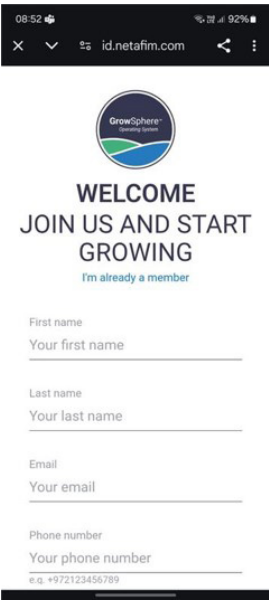 08:52
92%
id.netafim.com
GrowSphere™
Operating System
WELCOME
JOIN US AND START
GROWING
I'm already a member
First name
Your first name
Last name
Your last name
Email
Your email
Phone number
Your phone number
e.g. +972123456789